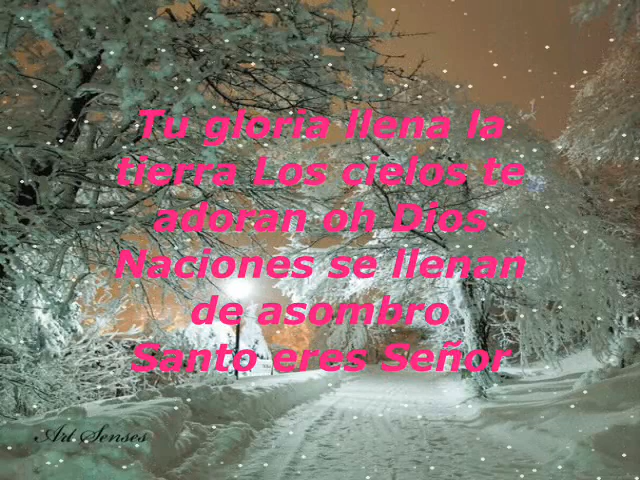 Tu gloria llena la
tierra Los cielos te
adoran oh Dios
Naciones se llenan
de asombro
Santo eres Señor
Art Senses